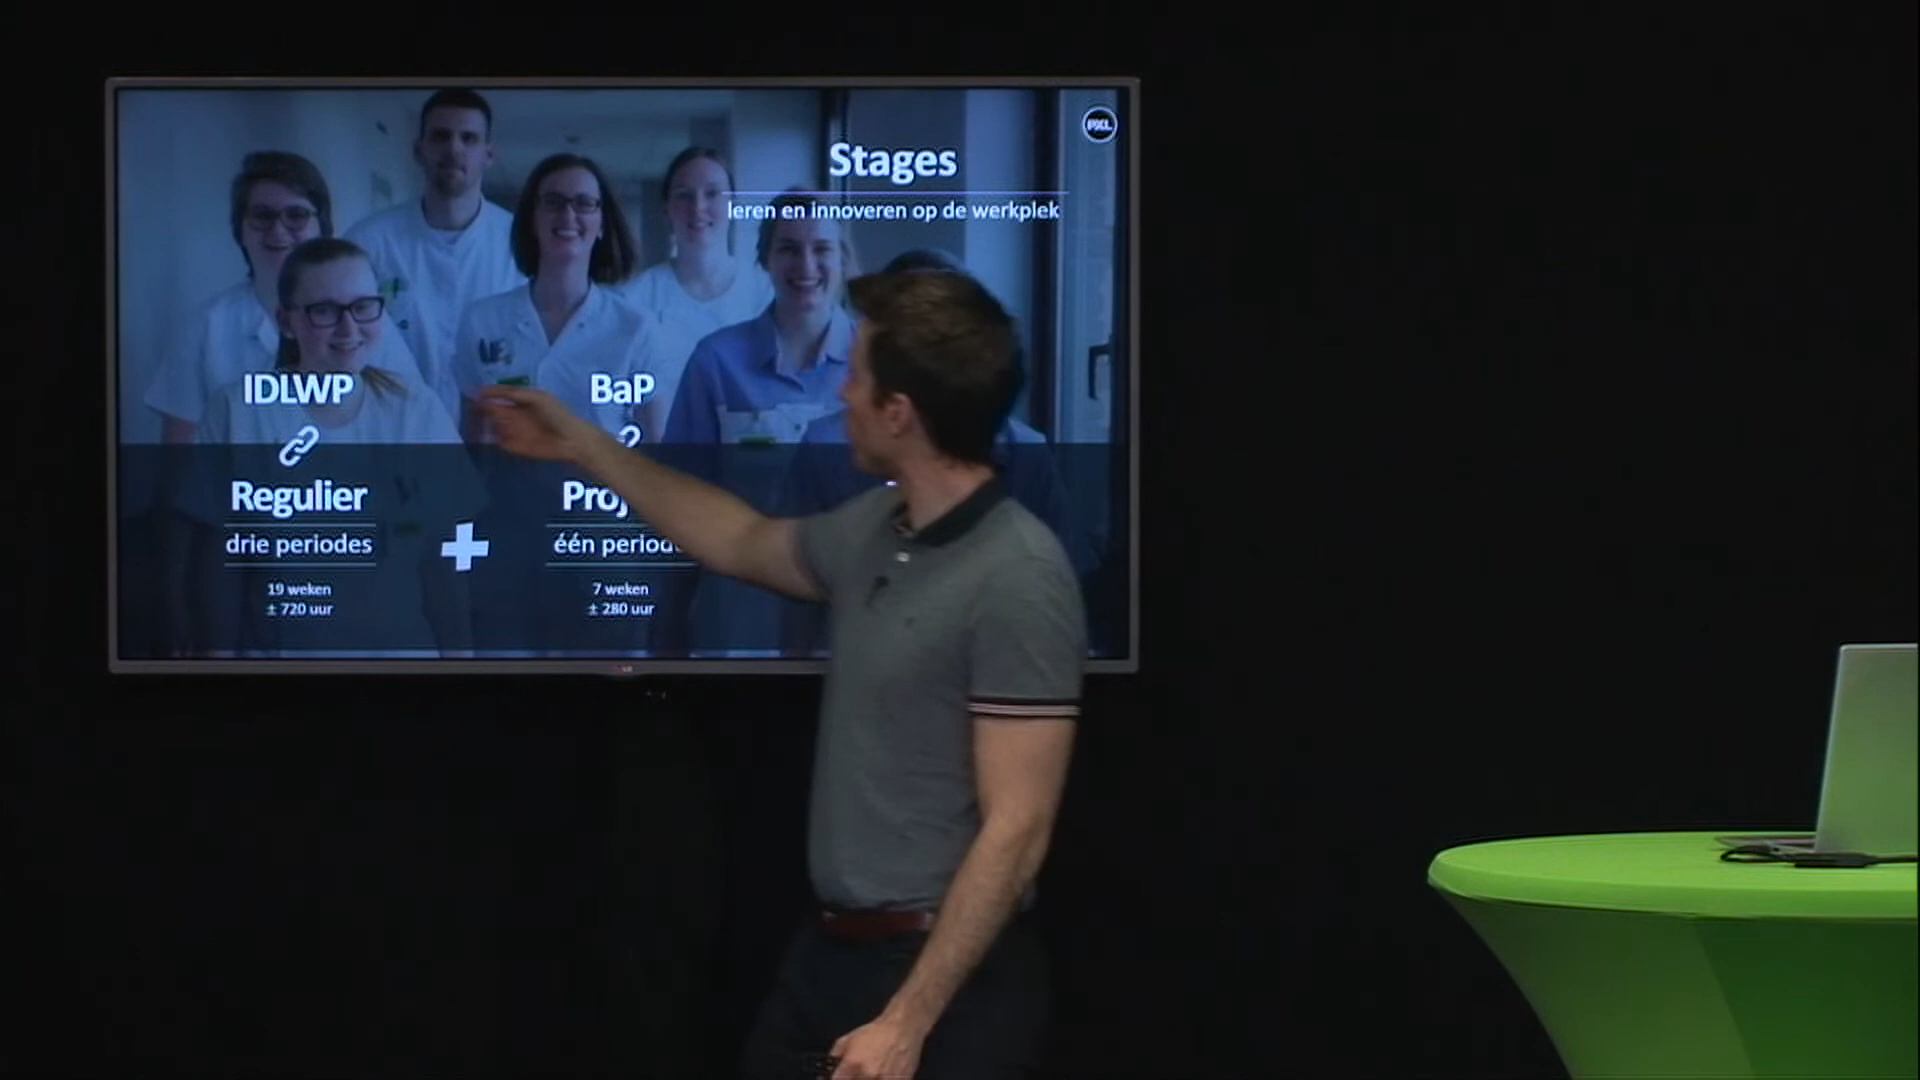 PXL
Stages
leren en innoveren op de werkplek
IDLWP
BaP
Regulier
drie periodes
één
19 weken
± 720 uur
7 weken
± 280 uur